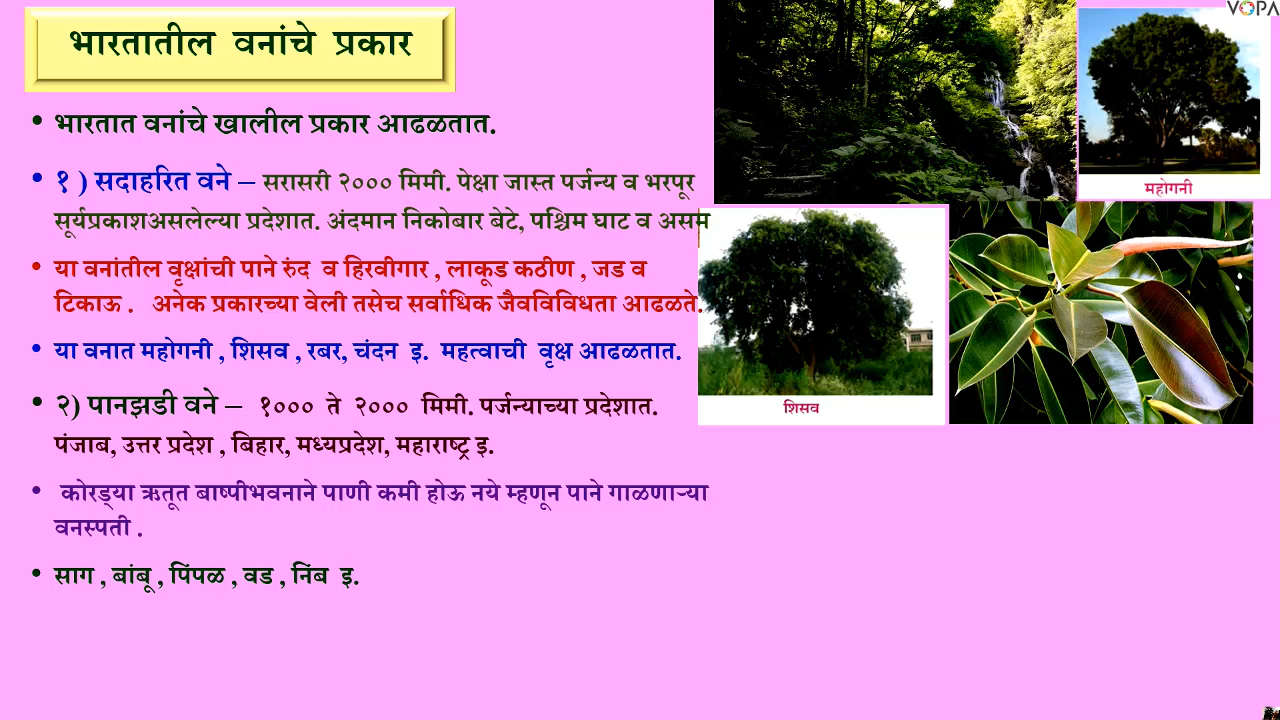 भारतातील वनांचे प्रकार
• भारतात वनांचे खालील प्रकार आढळतात.
• १ ) सदाहरित वने – सरासरी २००० मिमी. पेक्षा जास्त पर्जन्य व भरपूर
सूर्यप्रकाशअसलेल्या प्रदेशात. अंदमान निकोबार बेटे, पश्चिम घाट व असम
• या वनांतील वृक्षांची पाने रुंद व हिरवीगार , लाकूड कठीण , जड व
टिकाऊ . अनेक प्रकारच्या वेली तसेच सर्वाधिक जैवविविधता आढळते.
• या वनात महोगनी , शिसव , रबर, चंदन इ. महत्वाची वृक्ष आढळतात.
• २) पानझडी वने – १००० ते २००० मिमी. पर्जन्याच्या प्रदेशात.
पंजाब, उत्तर प्रदेश , बिहार, मध्यप्रदेश, महाराष्ट्र इ.
• कोरड्या ऋतूत बाष्पीभवनाने पाणी कमी होऊ नये म्हणून पाने गाळणाऱ्या
वनस्पती .
• साग , बांबू , पिंपळ , वड , निंब इ.
VOPA
महोगनी
शिसव